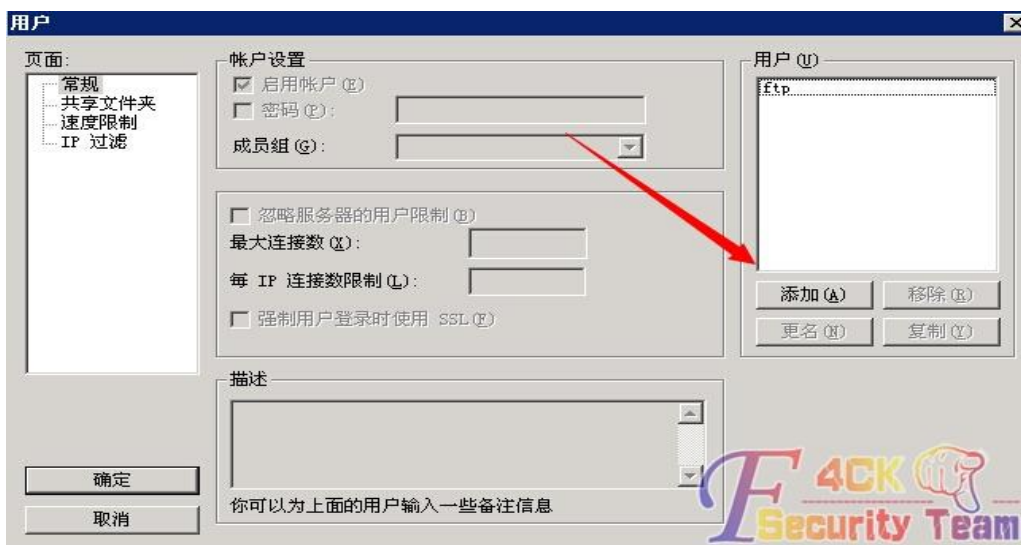 用户
页面:
常规
共享文件夹
速度限制
IP 过滤
确定
取消
帐户设置
启用帐户(E)
密码(P):
成员组(G):
忽略服务器的用户限制(B)
最大连接数(X):
每 IP 连接数限制(L):
强制用户登录时使用 SSL(F)
描述
你可以为上面的用户输入一些备注信息
用户(U)
ftp
添加(A)
移除(R)
更名(N)
复制(Y)
F4CK
Security Team